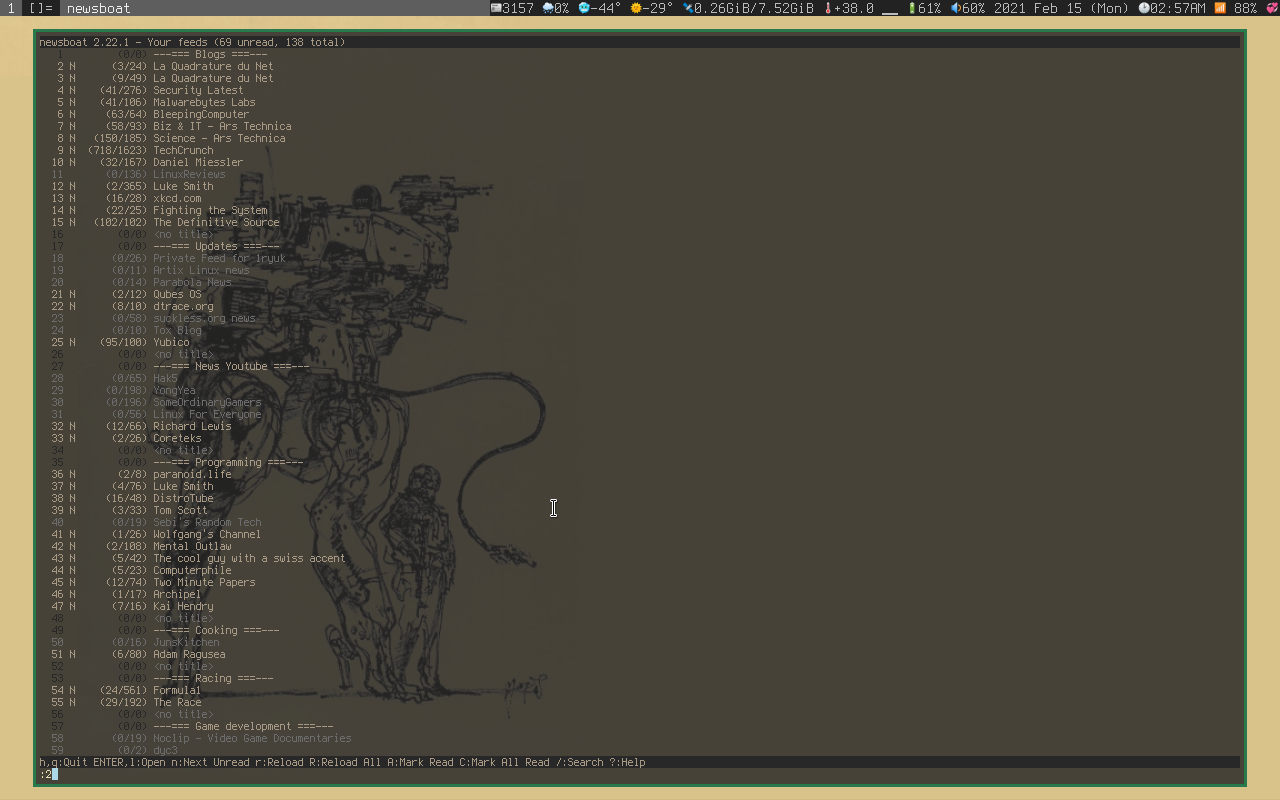 1 []= newsboat 3157 0% -44° -29° 0.26GiB/7.52GiB +38.0 __ 61% 60% 2021 Feb 15 (Mon) 02:57AM 88%
newsboat 2.22.1 - Your feeds (69 unread, 138 total)
1 (0/0) ---=== Blogs ===---
2 N (3/24) La Quadrature du Net
3 N (9/49) La Quadrature du Net
4 N (41/276) Security Latest
5 N (41/106) Malwarebytes Labs
6 N (63/64) BleepingComputer
7 N (58/93) Biz & IT - Ars Technica
8 N (150/185) Science - Ars Technica
9 N (718/1623) TechCrunch
10 N (32/167) Daniel Miessler
11 (0/136) LinuxReviews
12 N (2/365) Luke Smith
13 N (16/28) xkcd.com
14 N (22/25) Fighting the System
15 N (102/102) The Definitive Source
16 (0/0) <no title>
17 (0/0) ---=== Updates ===---
18 (0/26) Private Feed for 1ryuk
19 (0/11) Artix Linux news
20 (0/14) Parabola News
21 N (2/12) Qubes OS
22 N (8/10) dtrace.org
23 (0/58) suckless.org news
24 (0/10) Tox Blog
25 N (95/100) Yubico
26 (0/0) <no title>
27 (0/0) ---=== News Youtube ===---
28 (0/65) Hak5
29 (0/198) YongYea
30 (0/196) SomeOrdinaryGamers
31 (0/56) Linux For Everyone
32 N (12/66) Richard Lewis
33 N (2/26) Coreteks
34 (0/0) <no title>
35 (0/0) ---=== Programming ===---
36 N (2/8) paranoid.life
37 N (4/76) Luke Smith
38 N (16/48) DistroTube
39 N (3/33) Tom Scott
40 (0/19) Sebi's Random Tech
41 N (1/26) Wolfgang's Channel
42 N (2/108) Mental Outlaw
43 N (5/42) The cool guy with a swiss accent
44 N (5/23) Computerphile
45 N (12/74) Two Minute Papers
46 N (1/17) Archipel
47 N (7/16) Kai Hendry
48 (0/0) <no title>
49 (0/0) ---=== Cooking ===---
50 (0/16) JunsKitchen
51 N (6/80) Adam Ragusea
52 (0/0) <no title>
53 (0/0) ---=== Racing ===---
54 N (24/561) Formula1
55 N (29/192) The Race
56 (0/0) <no title>
57 (0/0) ---=== Game development ===---
58 (0/19) Noclip - Video Game Documentaries
59 (0/2) dyc3
h,q:Quit ENTER,l:Open n:Next Unread r:Reload R:Reload All A:Mark Read C:Mark All Read /:Search ?:Help
:2